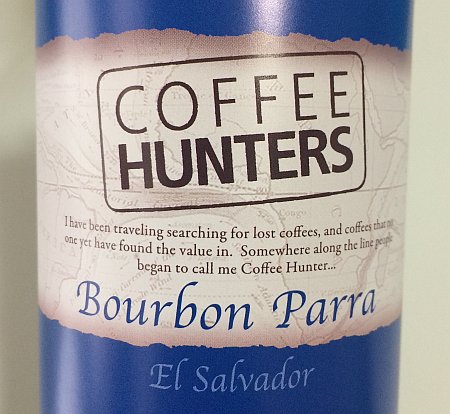 COFFEE
HUNTERS
I have been traveling searching for lost coffees, and coffees that no
one yet have found the value in. Somewhere along the line people
began to call me Coffee Hunter...
Bourbon Parra
El Salvador